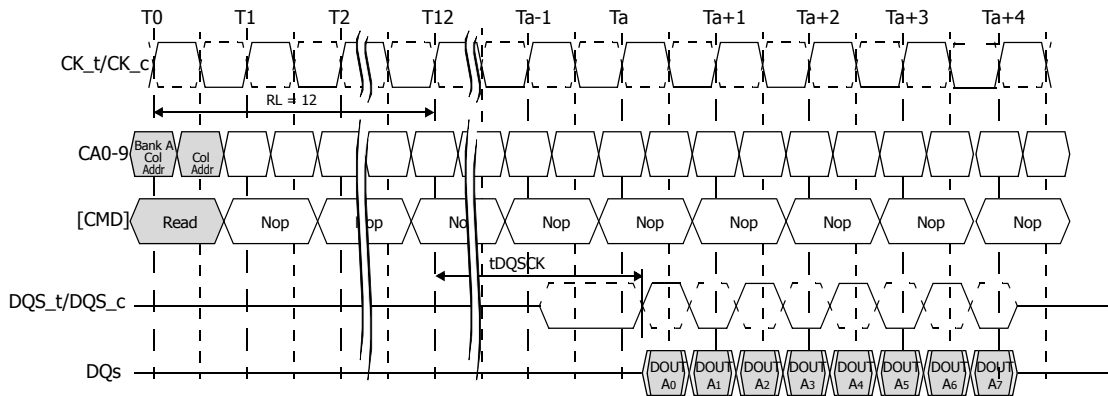 T0 T1 T2 T12 Ta-1 Ta Ta+1 Ta+2 Ta+3 Ta+4
CK_t/CK_c
RL = 12
CA0-9
Bank A
Col
Addr
Col
Addr
[CMD] Read Nop Nop Nop Nop Nop Nop Nop Nop Nop
tDQSCK
DQS_t/DQS_c
DQs
DOUT DOUT DOUT DOUT DOUT DOUT DOUT DOUT
A0 A1 A2 A3 A4 A5 A6 A7